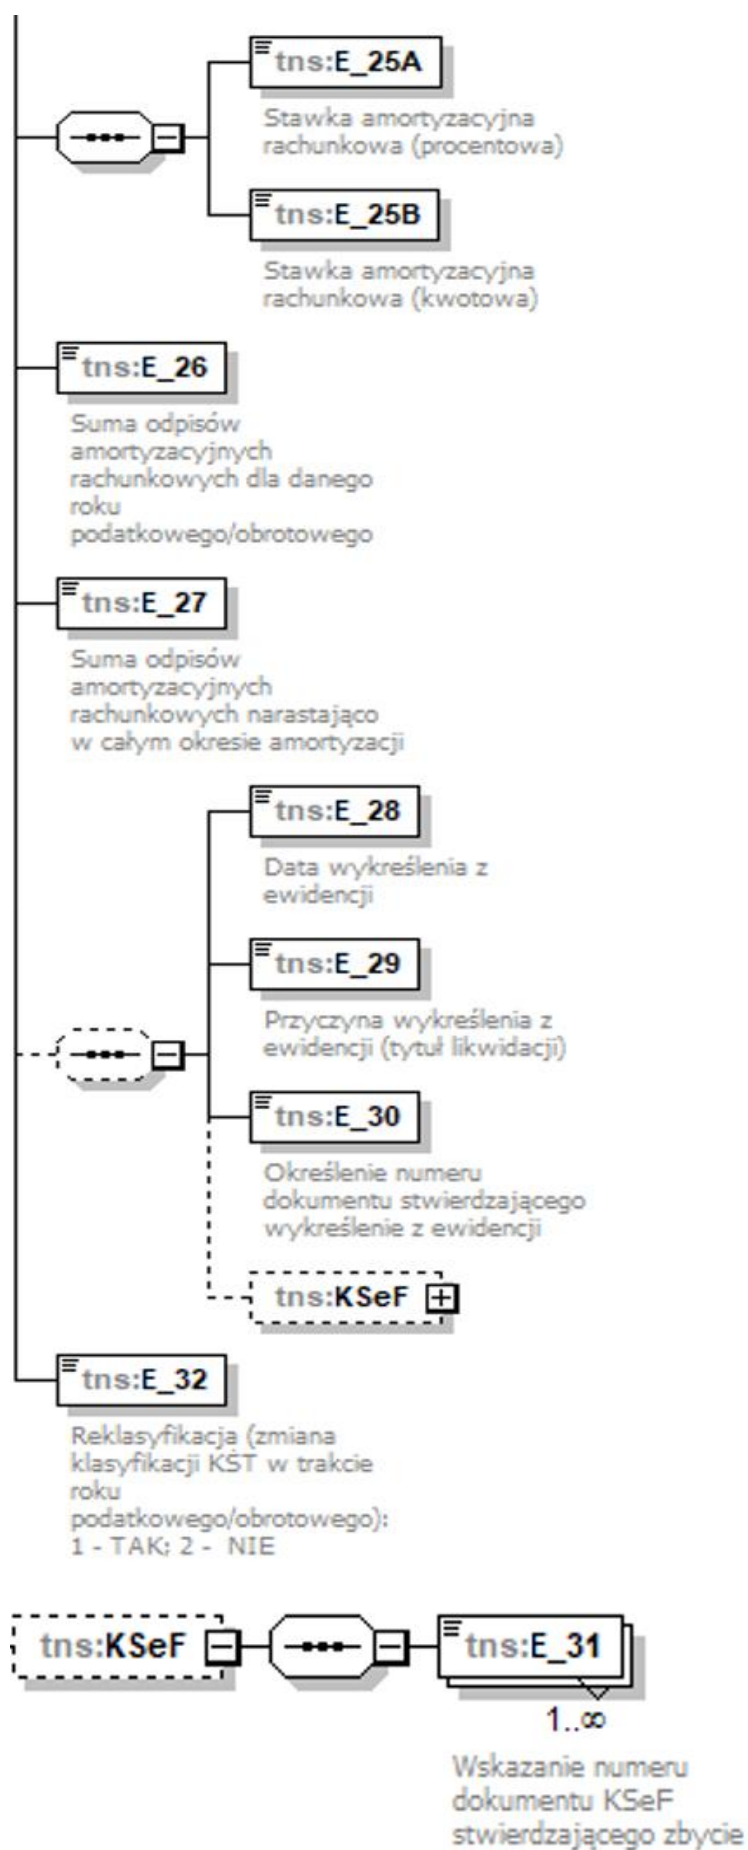 tns:E_25A
Stawka amortyzacyjna
rachunkowa (procentowa)
tns:E_25B
Stawka amortyzacyjna
rachunkowa (kwotowa)
tns:E_26
Suma odpisów
amortyzacyjnych
rachunkowych dla danego
roku
podatkowego/obrotowego
tns:E_27
Suma odpisów
amortyzacyjnych
rachunkowych narastająco
w całym okresie amortyzacji
tns:E_28
Data wykreślenia z
ewidencji
tns:E_29
Przyczyna wykreślenia z
ewidencji (tytuł likwidacji)
tns:E_30
Określenie numeru
dokumentu stwierdzającego
wykreślenie z ewidencji
tns:KSeF
tns:E_32
Reklasyfikacja (zmiana
klasyfikacji KŚT w trakcie
roku
podatkowego/obrotowego):
1 - TAK; 2 - NIE
tns:KSeF
tns:E_31
1..∞
Wskazanie numeru
dokumentu KSeF
stwierdzającego zbycie